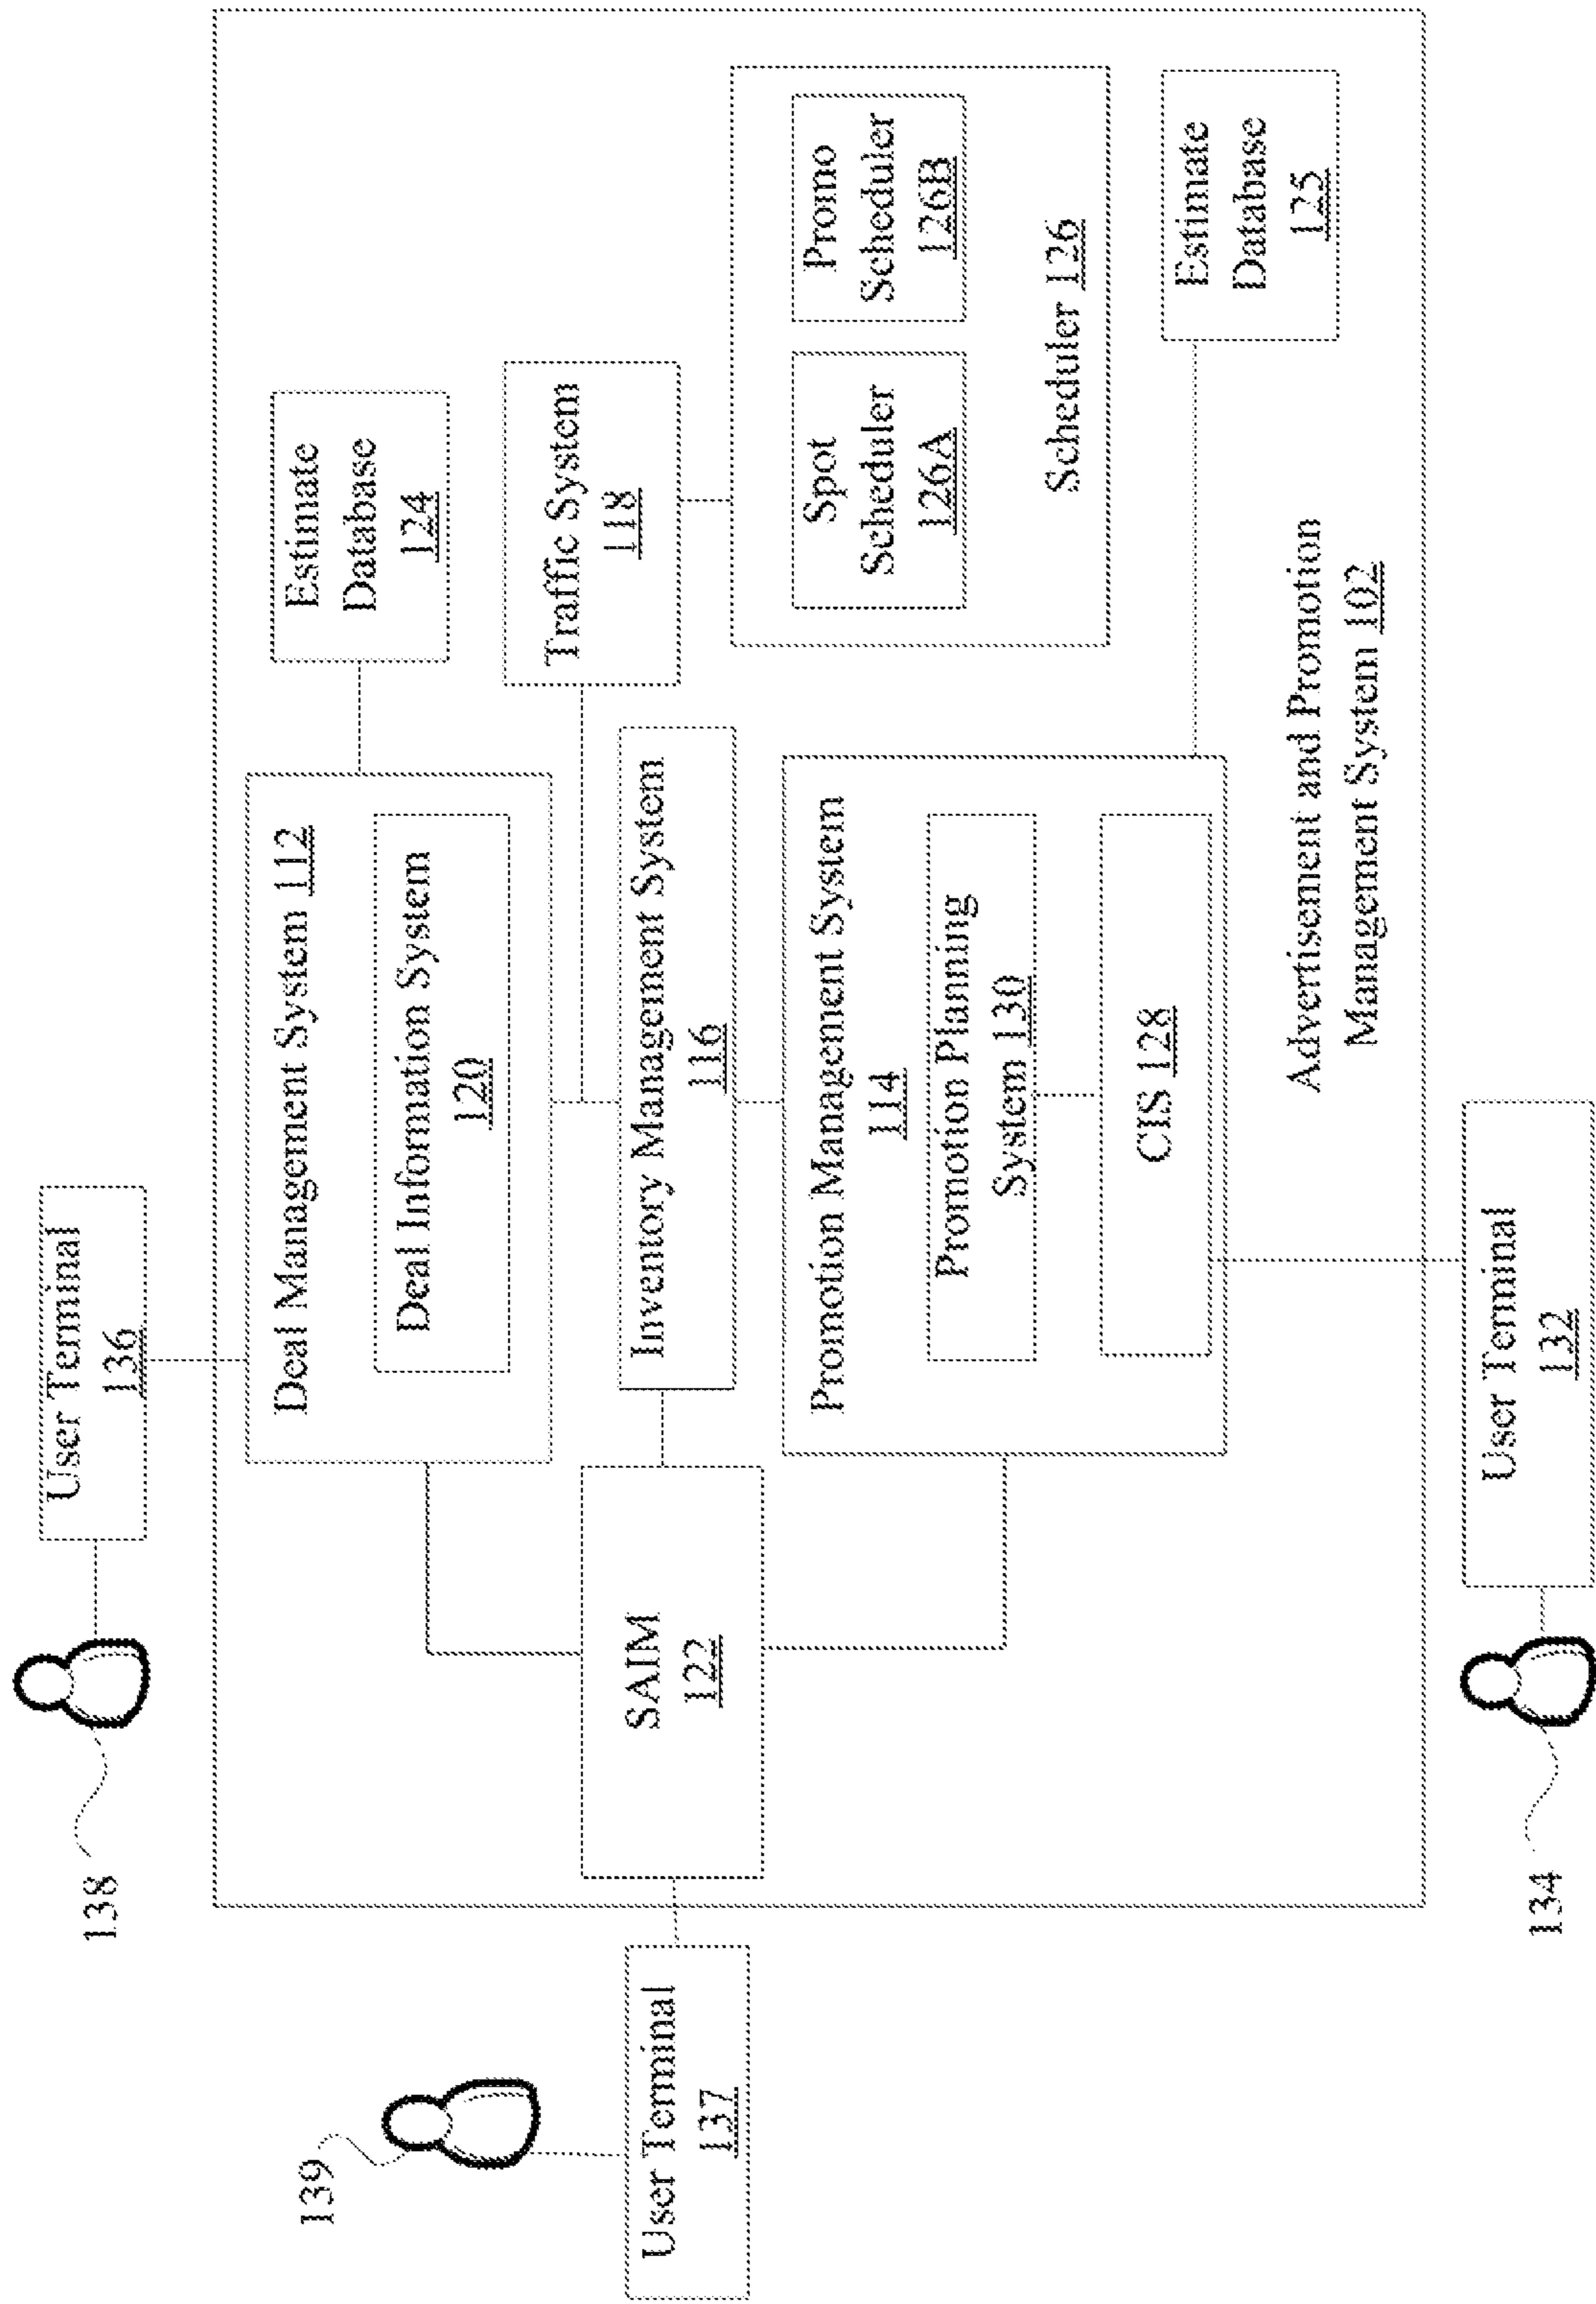 138
User Terminal
136
139
User Terminal
137
Deal Management System 112
Deal Information System
120
Estimate
Database
124
SAIM
122
Inventory Management System
116
Traffic System
118
Promotion Management System
114
Promotion Planning
System 130
CIS 128
Spot
Scheduler
126A
Promo
Scheduler
126B
Scheduler 126
Estimate
Database
125
Advertisement and Promotion
Management System 102
134
User Terminal
132